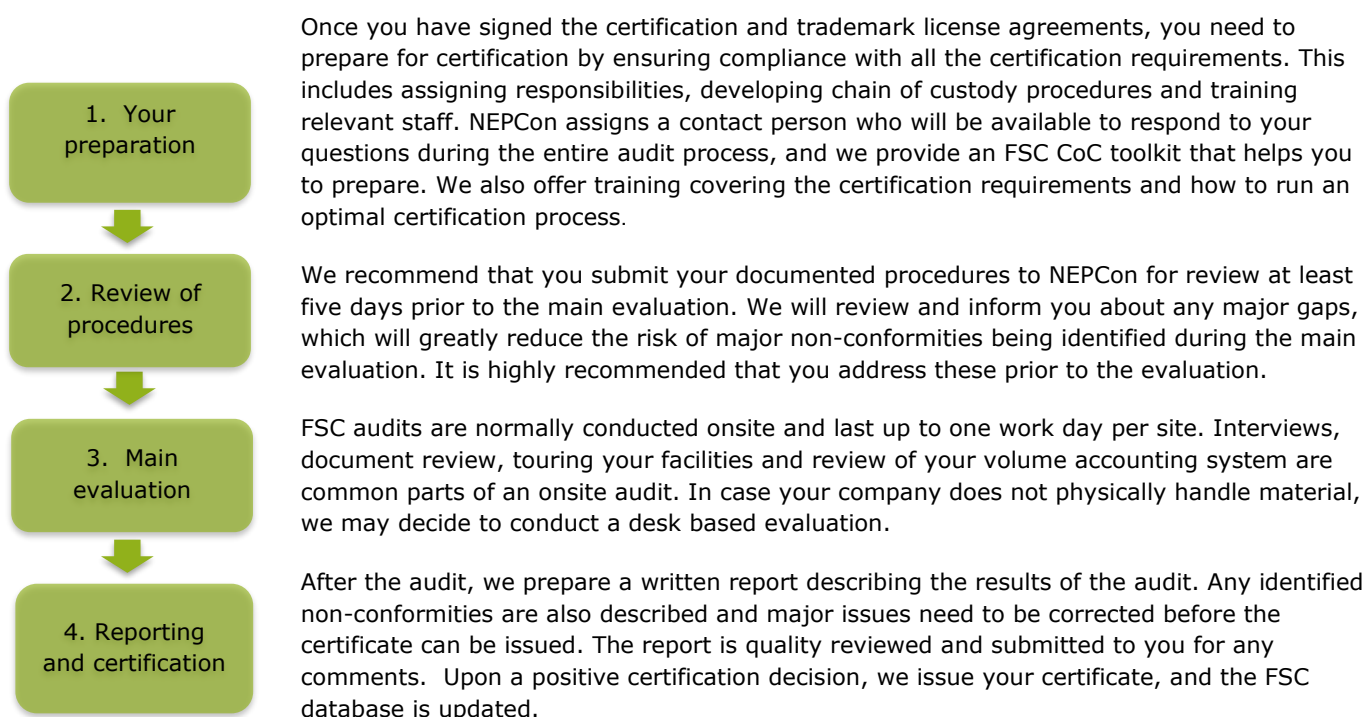 1. Your
preparation
Once you have signed the certification and trademark license agreements, you need to
prepare for certification by ensuring compliance with all the certification requirements. This
includes assigning responsibilities, developing chain of custody procedures and training
relevant staff. NEPCon assigns a contact person who will be available to respond to your
questions during the entire audit process, and we provide an FSC CoC toolkit that helps you
to prepare. We also offer training covering the certification requirements and how to run an
optimal certification process.
2. Review of
procedures
We recommend that you submit your documented procedures to NEPCon for review at least
five days prior to the main evaluation. We will review and inform you about any major gaps,
which will greatly reduce the risk of major non-conformities being identified during the main
evaluation. It is highly recommended that you address these prior to the evaluation.
3. Main
evaluation
FSC audits are normally conducted onsite and last up to one work day per site. Interviews,
document review, touring your facilities and review of your volume accounting system are
common parts of an onsite audit. In case your company does not physically handle material,
we may decide to conduct a desk based evaluation.
4. Reporting
and certification
After the audit, we prepare a written report describing the results of the audit. Any identified
non-conformities are also described and major issues need to be corrected before the
certificate can be issued. The report is quality reviewed and submitted to you for any
comments. Upon a positive certification decision, we issue your certificate, and the FSC
database is updated.